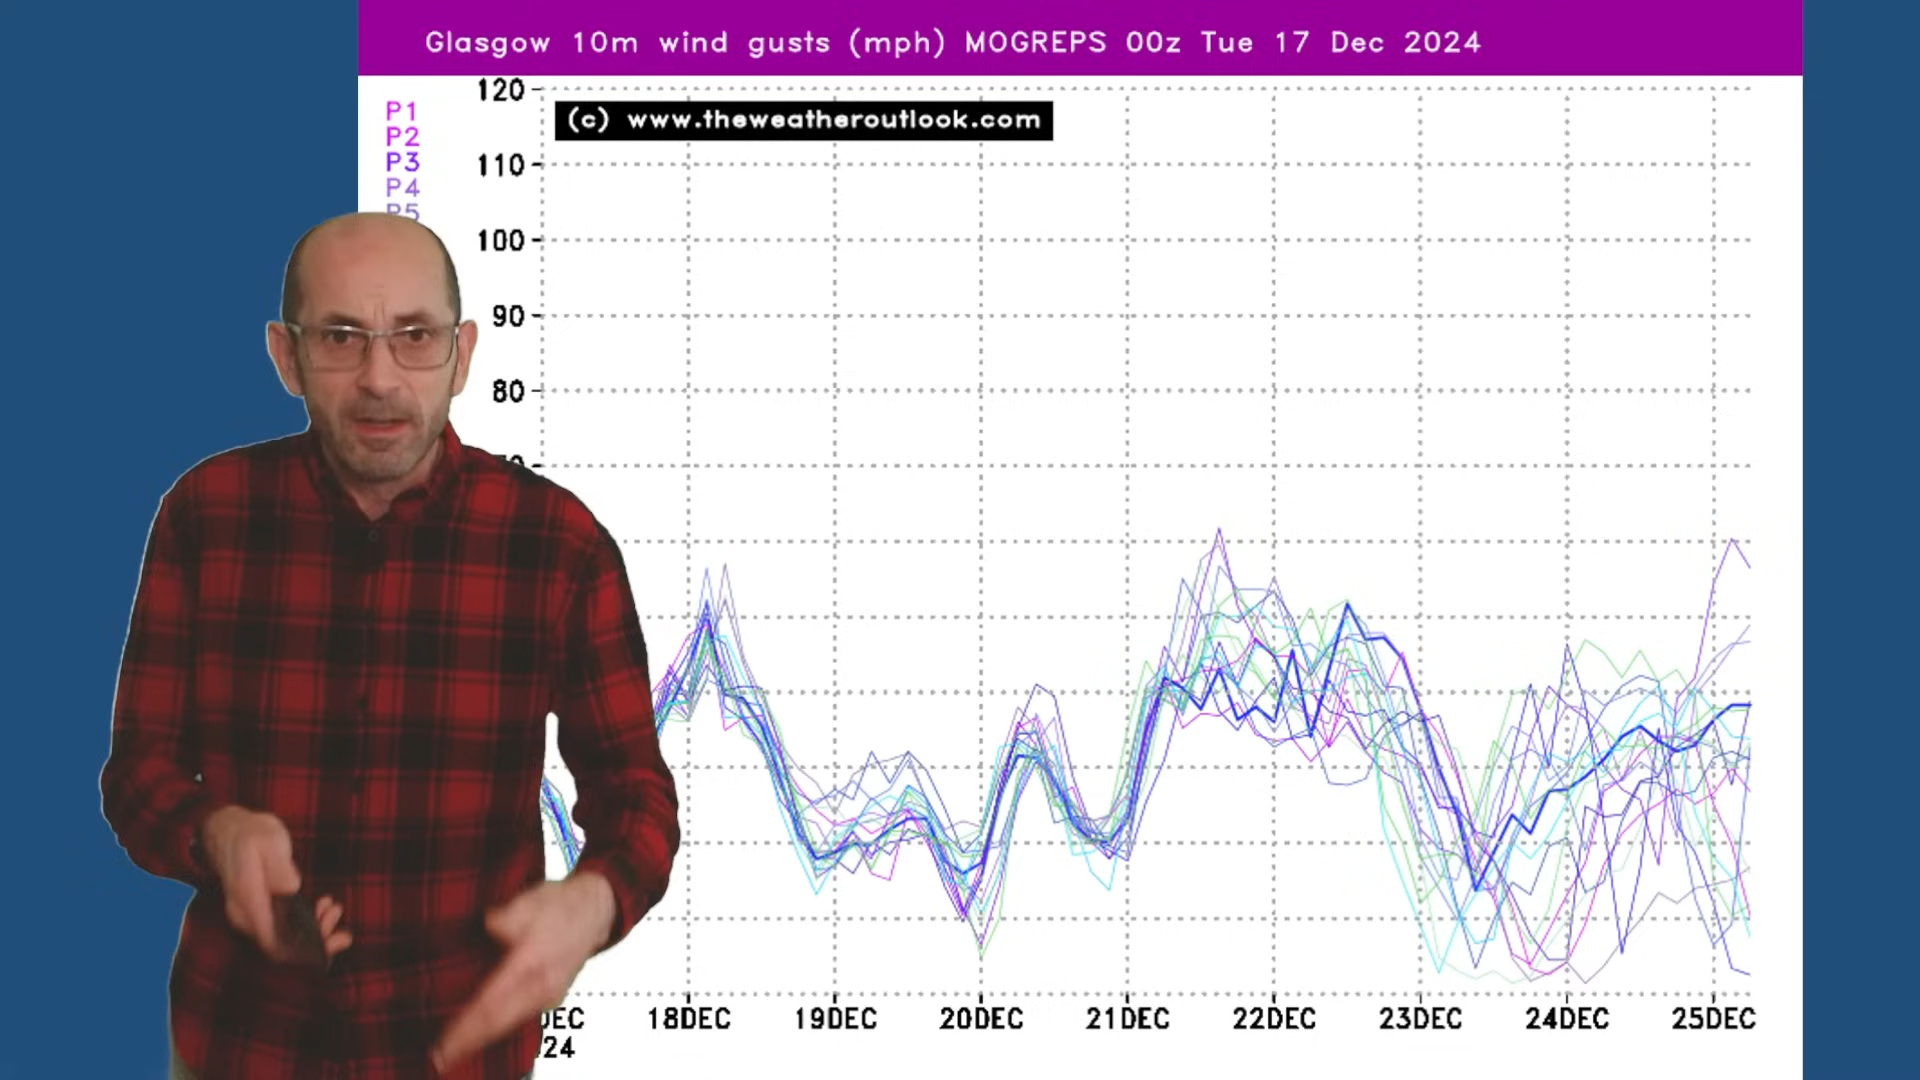 Glasgow 10m wind gusts (mph) MOGREPS 00z Tue 17 Dec 2024
(c) www.theweatheroutlook.com
P1
P2
P3
P4
P5
120
110
100
90
80
18DEC 19DEC 20DEC 21DEC 22DEC 23DEC 24DEC 25DEC